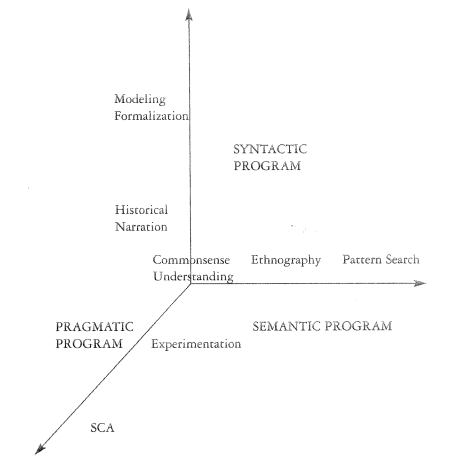 Modeling
Formalization
SYNTACTIC
PROGRAM
Historical
Narration
Commonsense Ethnography Pattern Search
Understanding
PRAGMATIC SEMANTIC PROGRAM
PROGRAM Experimentation
SCA